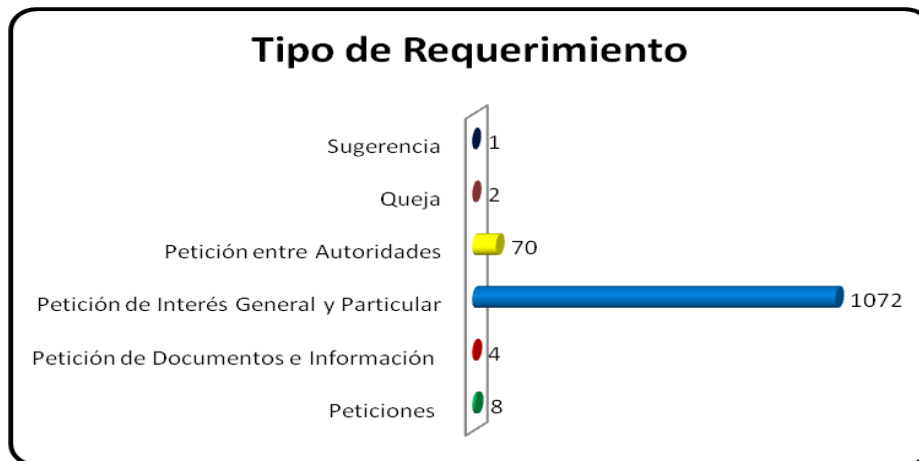 Tipo de Requerimiento
Sugerencia 1
Queja 2
Petición entre Autoridades 70
Petición de Interés General y Particular 1072
Petición de Documentos e Información 4
Peticiones 8